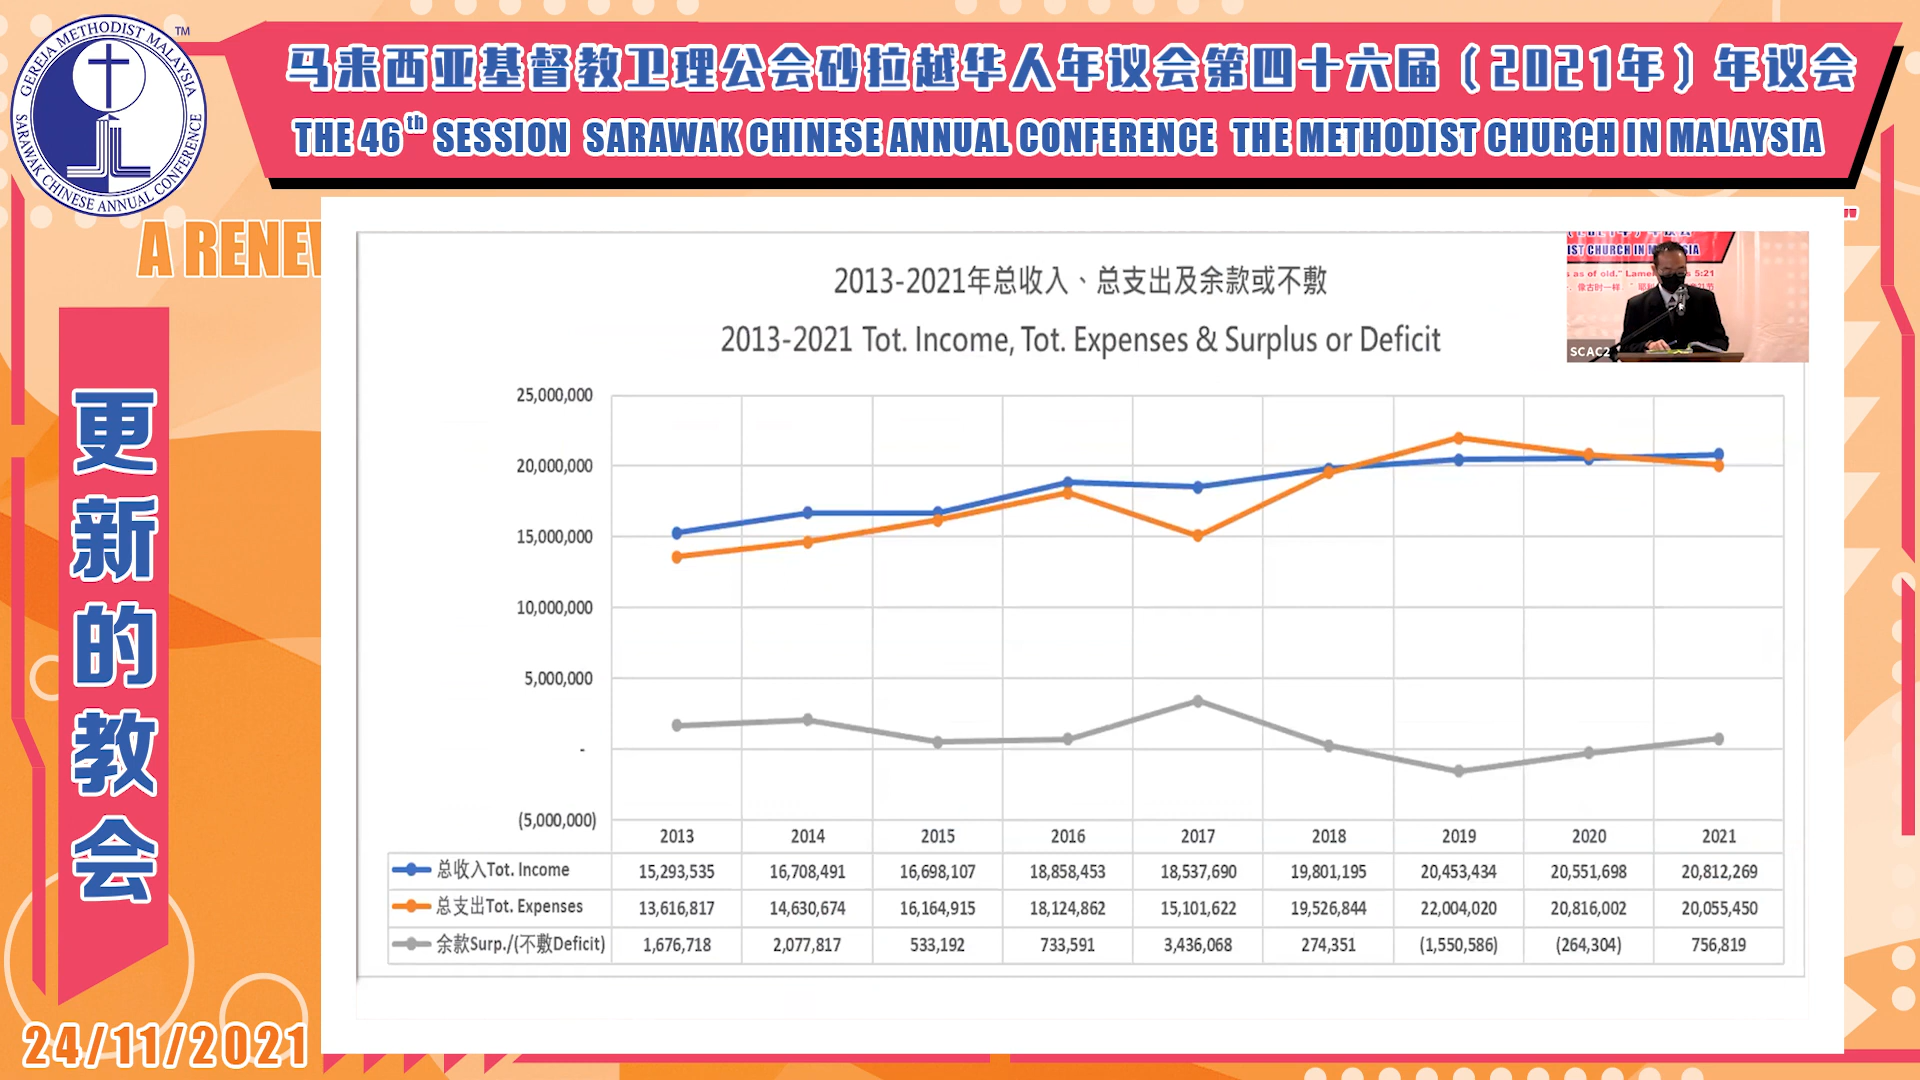 GEREJA METHODIST MALAYSIA
SARAWAK CHINESE ANNUAL CONFERENCE
TM
马来西亚基督教卫理公会砂拉越华人年议会第四十六届（2021年）年议会
THE 46th SESSION SARAWAK CHINESE ANNUAL CONFERENCE THE METHODIST CHURCH IN MALAYSIA
A RENEW
更新的教会
24/11/2021
IST CHURCH IN MALAYSIA
s as of old." Lam 5:21
SCAC2
2013-2021年总收入、总支出及余款或不敷
2013-2021 Tot. Income, Tot. Expenses & Surplus or Deficit
25,000,000
20,000,000
15,000,000
10,000,000
5,000,000
-
(5,000,000)
2013 2014 2015 2016 2017 2018 2019 2020 2021
总收入Tot. Income 15,293,535 16,708,491 16,698,107 18,858,453 18,537,690 19,801,195 20,453,434 20,551,698 20,812,269
总支出Tot. Expenses 13,616,817 14,630,674 16,164,915 18,124,862 15,101,622 19,526,844 22,004,020 20,816,002 20,055,450
余款Surp./(不敷Deficit) 1,676,718 2,077,817 533,192 733,591 3,436,068 274,351 (1,550,586) (264,304) 756,819